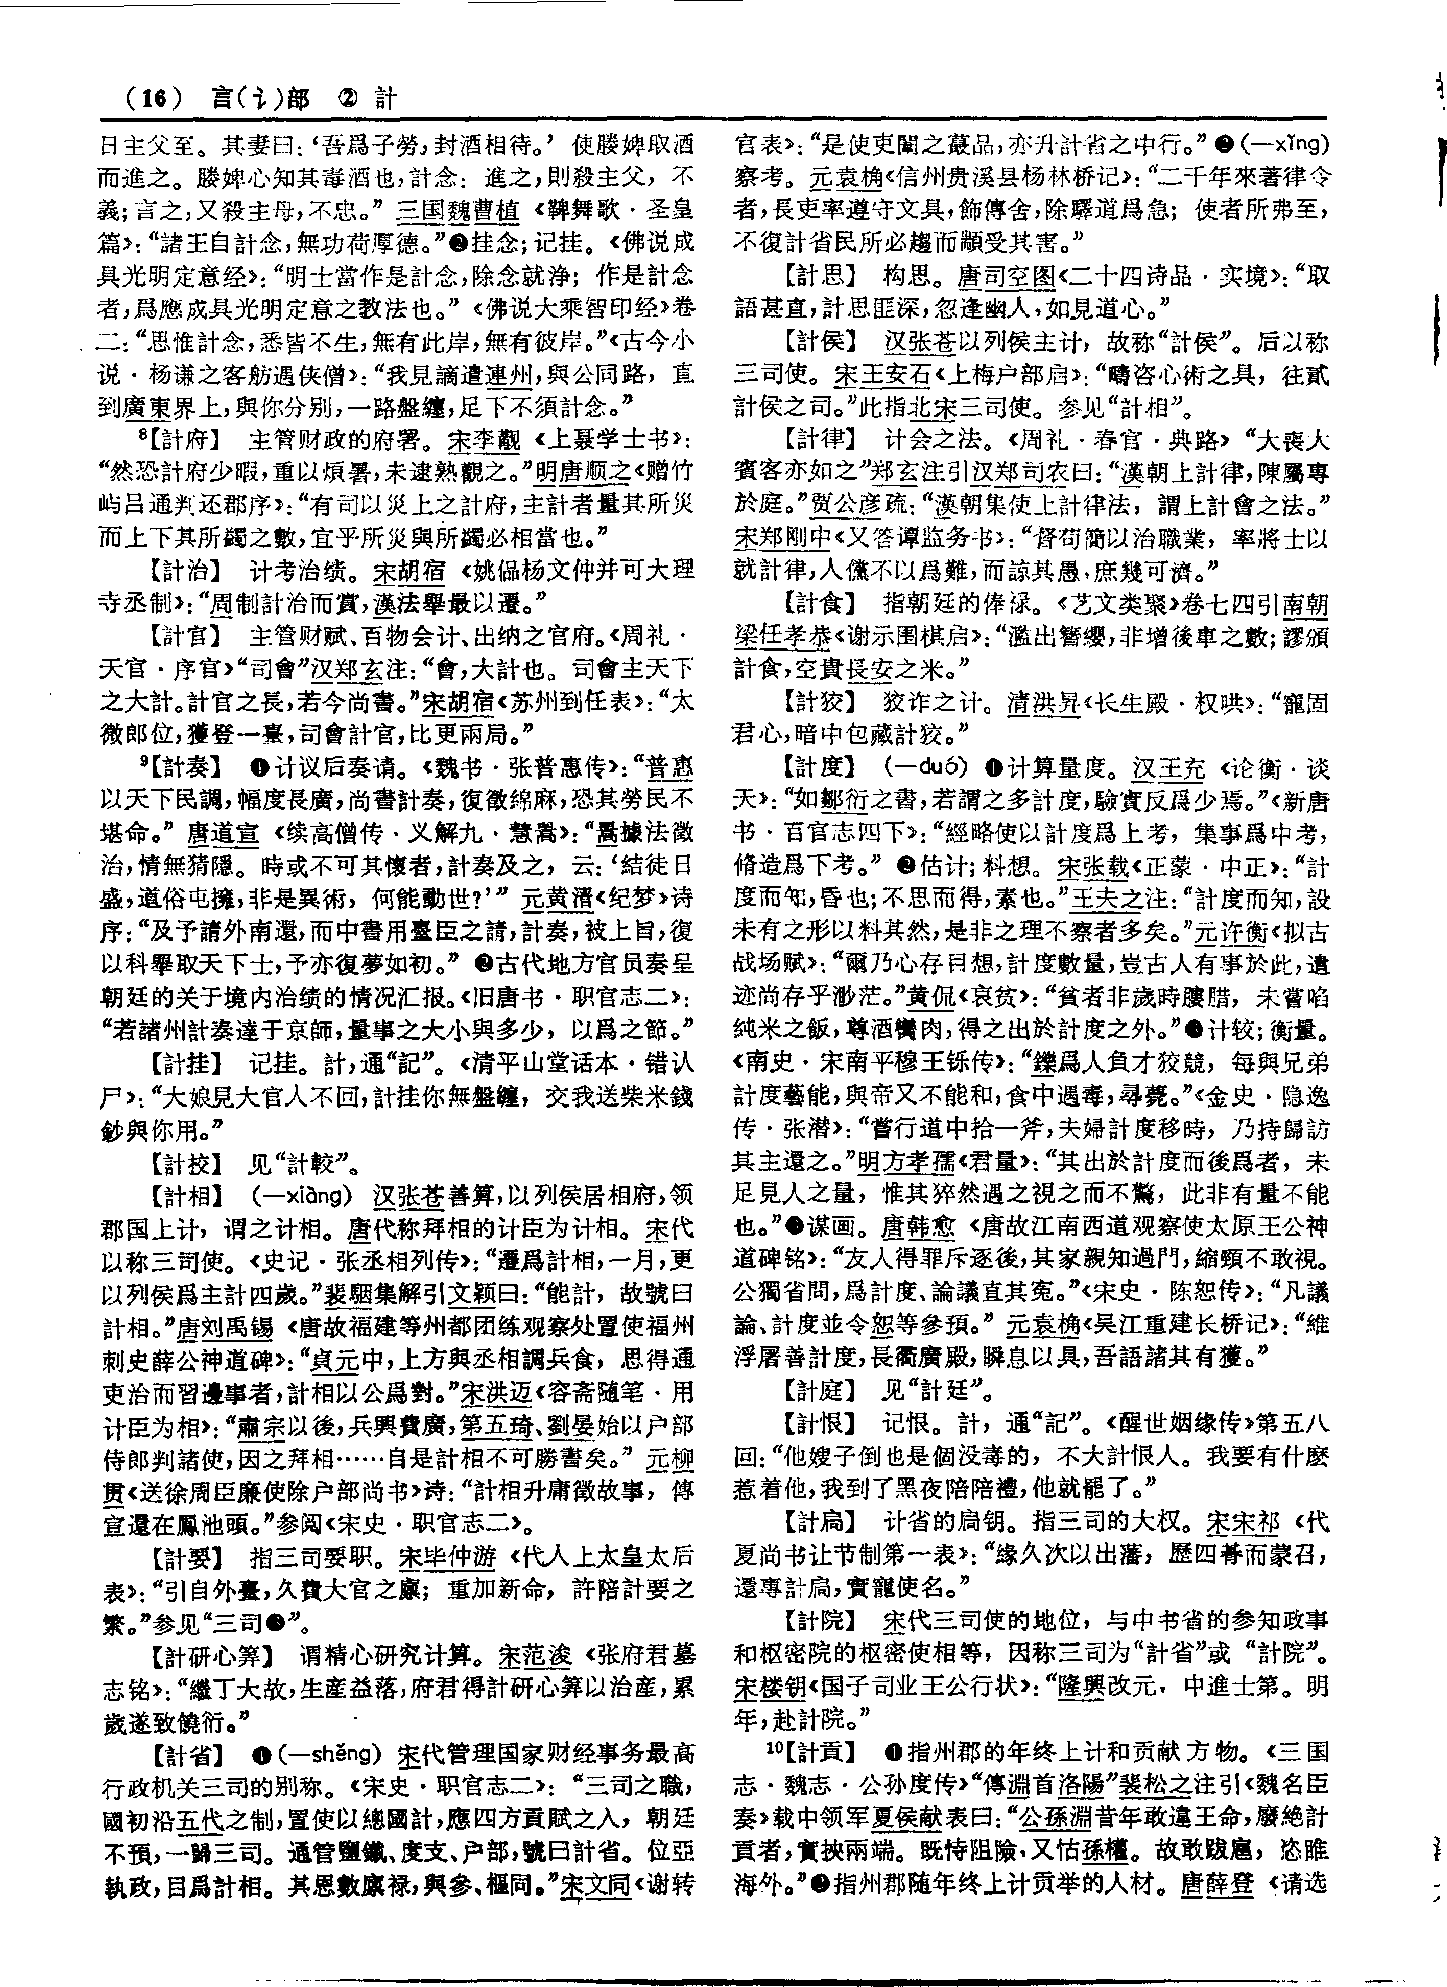 (16) 言(讠)部 ② 計
日主父至。其妻曰：‘吾爲子勞，封酒相待。’使媵婢取酒
而進之。媵婢心知其毒酒也，計念：進之，則殺主父，不
義；言之，又殺主母，不忠。”三国魏曹植《鞞舞歌·圣皇
篇》：“諸王自計念，無功荷厚德。”❷挂念；记挂。《佛说成
具光明定意经》：“明士當作是計念，除念就浄；作是計念
者，爲應成具光明定意之教法也。”《佛说大乘智印经》卷
二：“思惟計念，悉皆不生，無有此岸，無有彼岸。”《古今小
说·杨谦之客舫遇侠僧》：“我見謫遣連州，與公同路，直
到廣東界上，與你分别，一路盤纏，足下不須計念。”
⁸【計府】 主管财政的府署。宋李觏《上聂学士书》：
“然恐計府少暇，重以煩署，未逮熟觀之。”明唐顺之《赠竹
屿吕通判还郡序》：“有司以災上之計府，主計者量其所災
而上下其所蠲之數，宜乎所災與所蠲必相當也。”
【計治】 计考治绩。宋胡宿《姚侃杨文仲并可大理
寺丞制》：“周制計治而賞，漢法舉最以遷。”
【計官】 主管财赋、百物会计、出纳之官府。《周礼·
天官·序官》“司會”汉郑玄注：“會，大計也。司會主天下
之大計。計官之長，若今尚書。”宋胡宿《苏州到任表》：“太
微郎位，獲登一臺，司會計官，比更兩局。”
⁹【計奏】 ❶计议后奏请。《魏书·张普惠传》：“普惠
以天下民調，幅度長廣，尚書計奏，復徵綿麻，恐其勞民不
堪命。”唐道宣《续高僧传·义解九·慧暠》：“暠據法徵
治，情無猜隱。時或不可其懷者，計奏及之，云：‘結徒日
盛，道俗屯擁，非是異術，何能動世？’”元黄溍《纪梦》诗
序：“及予請外南還，而中書用臺臣之請，計奏，被上旨，復
以科舉取天下士，予亦復夢如初。”❷古代地方官员奏呈
朝廷的关于境内治绩的情况汇报。《旧唐书·职官志二》：
“若諸州計奏達于京師，量事之大小與多少，以爲之節。”
【計挂】 记挂。計，通“記”。《清平山堂话本·错认
尸》：“大娘見大官人不回，計挂你無盤纏，交我送柴米錢
鈔與你用。”
【計校】 见“計較”。
【計相】 (—xiàng) 汉张苍善算，以列侯居相府，领
郡国上计，谓之计相。唐代称拜相的计臣为计相。宋代
以称三司使。《史记·张丞相列传》：“遷爲計相，一月，更
以列侯爲主計四歲。”裴駰集解引文颖曰：“能計，故號曰
計相。”唐刘禹锡《唐故福建等州都团练观察处置使福州
刺史薛公神道碑》：“貞元中，上方與丞相調兵食，思得通
吏治而習邊事者，計相以公爲對。”宋洪迈《容斋随笔·用
计臣为相》：“肅宗以後，兵興費廣，第五琦、劉晏始以户部
侍郎判諸使，因之拜相……自是計相不可勝書矣。”元柳
贯《送徐周臣廉使除户部尚书》诗：“計相升庸徵故事，傳
宣還在鳳池頭。”参阅《宋史·职官志二》。
【計要】 指三司要职。宋毕仲游《代人上太皇太后
表》：“引自外臺，久費大官之廩；重加新命，許陪計要之
繁。”参见“三司❸”。
【計研心筭】 谓精心研究计算。宋范浚《张府君墓
志铭》：“繼丁大故，生産益落，府君得計研心筭以治産，累
歲遂致饒衍。”
【計省】 ❶(—shěng) 宋代管理国家财经事务最高
行政机关三司的别称。《宋史·职官志二》：“三司之職，
國初沿五代之制，置使以總國計，應四方貢賦之入，朝廷
不預，一歸三司。通管鹽鐵、度支、户部，號曰計省。位亞
執政，目爲計相。其恩數廪禄，與參、樞同。”宋文同《谢转
官表》：“是使吏闈之蕆品，亦升計省之中行。”❷(—xǐng)
察考。元袁桷《信州贵溪县杨林桥记》：“二千年來著律令
者，長吏率遵守文具，飾傳舍，除驛道爲急；使者所弗至，
不復計省民所必趨而顓受其害。”
【計思】 构思。唐司空图《二十四诗品·实境》：“取
語甚直，計思匪深，忽逢幽人，如見道心。”
【計侯】 汉张苍以列侯主计，故称“計侯”。后以称
三司使。宋王安石《上梅户部启》：“疇咨心術之具，往貳
計侯之司。”此指北宋三司使。参见“計相”。
【計律】 计会之法。《周礼·春官·典路》“大喪大
賓客亦如之”郑玄注引汉郑司农曰：“漢朝上計律，陳屬車
於庭。”贾公彦疏：“漢朝集使上計律法，謂上計會之法。”
宋郑刚中《又答谭监务书》：“督苟簡以治職業，率將士以
就計律，人儻不以爲難，而諒其愚，庶幾可濟。”
【計食】 指朝廷的俸禄。《艺文类聚》卷七四引南朝
梁任孝恭《谢示围棋启》：“濫出簪纓，非增後車之數；謬頒
計食，空貴長安之米。”
【計狡】 狡诈之计。清洪昇《长生殿·权哄》：“寵固
君心，暗中包藏計狡。”
【計度】 (—duó) ❶计算量度。汉王充《论衡·谈
天》：“如鄒衍之書，若謂之多計度，驗實反爲少焉。”《新唐
书·百官志四下》：“經略使以計度爲上考，集事爲中考，
脩造爲下考。”❷估计；料想。宋张载《正蒙·中正》：“計
度而知，昏也；不思而得，素也。”王夫之注：“計度而知，設
未有之形以料其然，是非之理不察者多矣。”元许衡《拟古
战场赋》：“爾乃心存目想，計度數量，豈古人有事於此，遺
迹尚存乎渺茫。”黄侃《哀贫》：“貧者非歲時膢腊，未嘗啗
純米之飯，尊酒臠肉，得之出於計度之外。”❸计较；衡量。
《南史·宋南平穆王铄传》：“鑠爲人負才狡競，每與兄弟
計度藝能，與帝又不能和，食中遇毒，尋薨。”《金史·隐逸
传·张潜》：“嘗行道中拾一斧，夫婦計度移時，乃持歸訪
其主還之。”明方孝孺《君量》：“其出於計度而後爲者，未
足見人之量，惟其猝然遇之視之而不驚，此非有量不能
也。”❹谋画。唐韩愈《唐故江南西道观察使太原王公神
道碑铭》：“友人得罪斥逐後，其家親知過門，縮頸不敢視。
公獨省問，爲計度、論議直其冤。”《宋史·陈恕传》：“凡議
論、計度並令恕等參預。”元袁桷《吴江重建长桥记》：“維
浮屠善計度，長衢廣殿，瞬息以具，吾語諸其有獲。”
【計庭】 见“計廷”。
【計恨】 记恨。計，通“記”。《醒世姻缘传》第五八
回：“他嫂子倒也是個没毒的，不大計恨人。我要有什麽
惹着他，我到了黑夜陪陪禮，他就罷了。”
【計扃】 计省的扃钥。指三司的大权。宋宋祁《代
夏尚书让节制第一表》：“緣久次以出藩，歷四朞而蒙召，
還專計扃，實寵使名。”
【計院】 宋代三司使的地位，与中书省的参知政事
和枢密院的枢密使相等，因称三司为“計省”或“計院”。
宋楼钥《国子司业王公行状》：“隆興改元，中進士第。明
年，赴計院。”
¹⁰【計貢】 ❶指州郡的年终上计和贡献方物。《三国
志·魏志·公孙度传》“傳淵首洛陽”裴松之注引《魏名臣
奏》载中领军夏侯献表曰：“公孫淵昔年敢違王命，廢絶計
貢者，實挾兩端。既恃阻險，又怙孫權。故敢跋扈，恣睢
海外。”❷指州郡随年终上计贡举的人材。唐薛登《请选